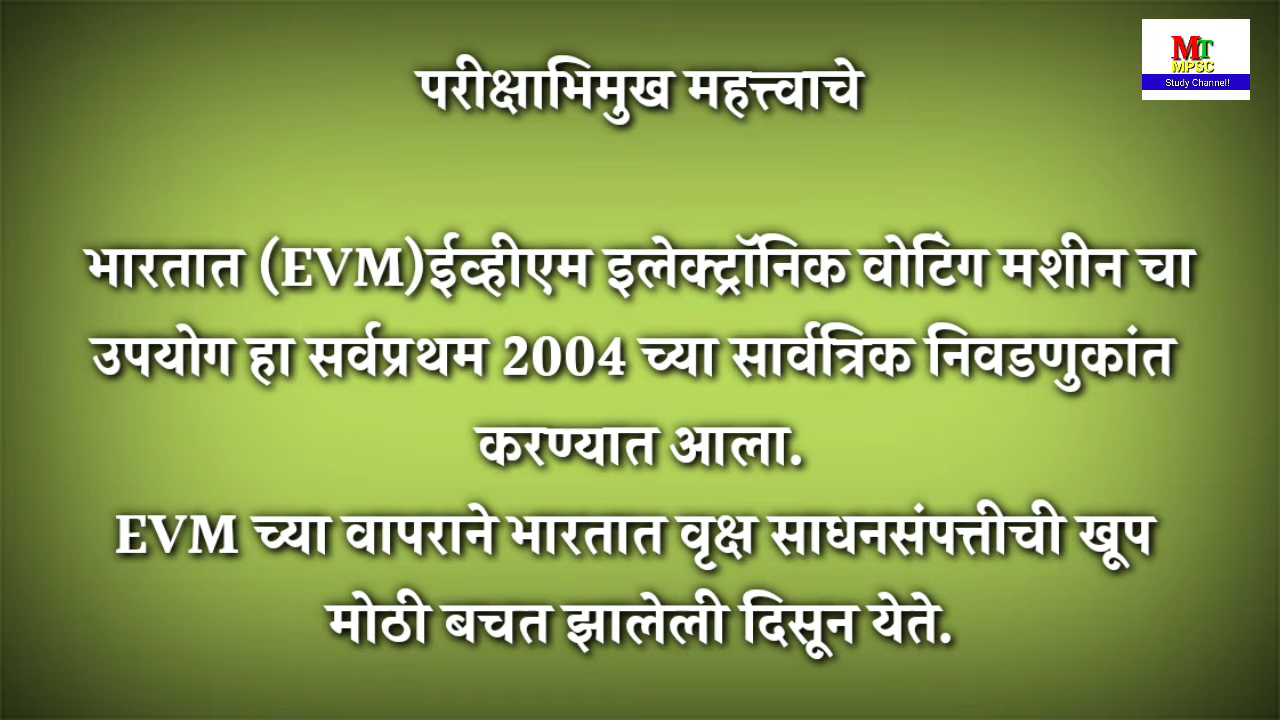 MT
MPSC
Study Channel!
परीक्षाभिमुख महत्त्वाचे
भारतात (EVM)ईव्हीएम इलेक्ट्रॉनिक वोटिंग मशीन चा
उपयोग हा सर्वप्रथम 2004 च्या सार्वत्रिक निवडणुकांत
करण्यात आला.
EVM च्या वापराने भारतात वृक्ष साधनसंपत्तीची खूप
मोठी बचत झालेली दिसून येते.